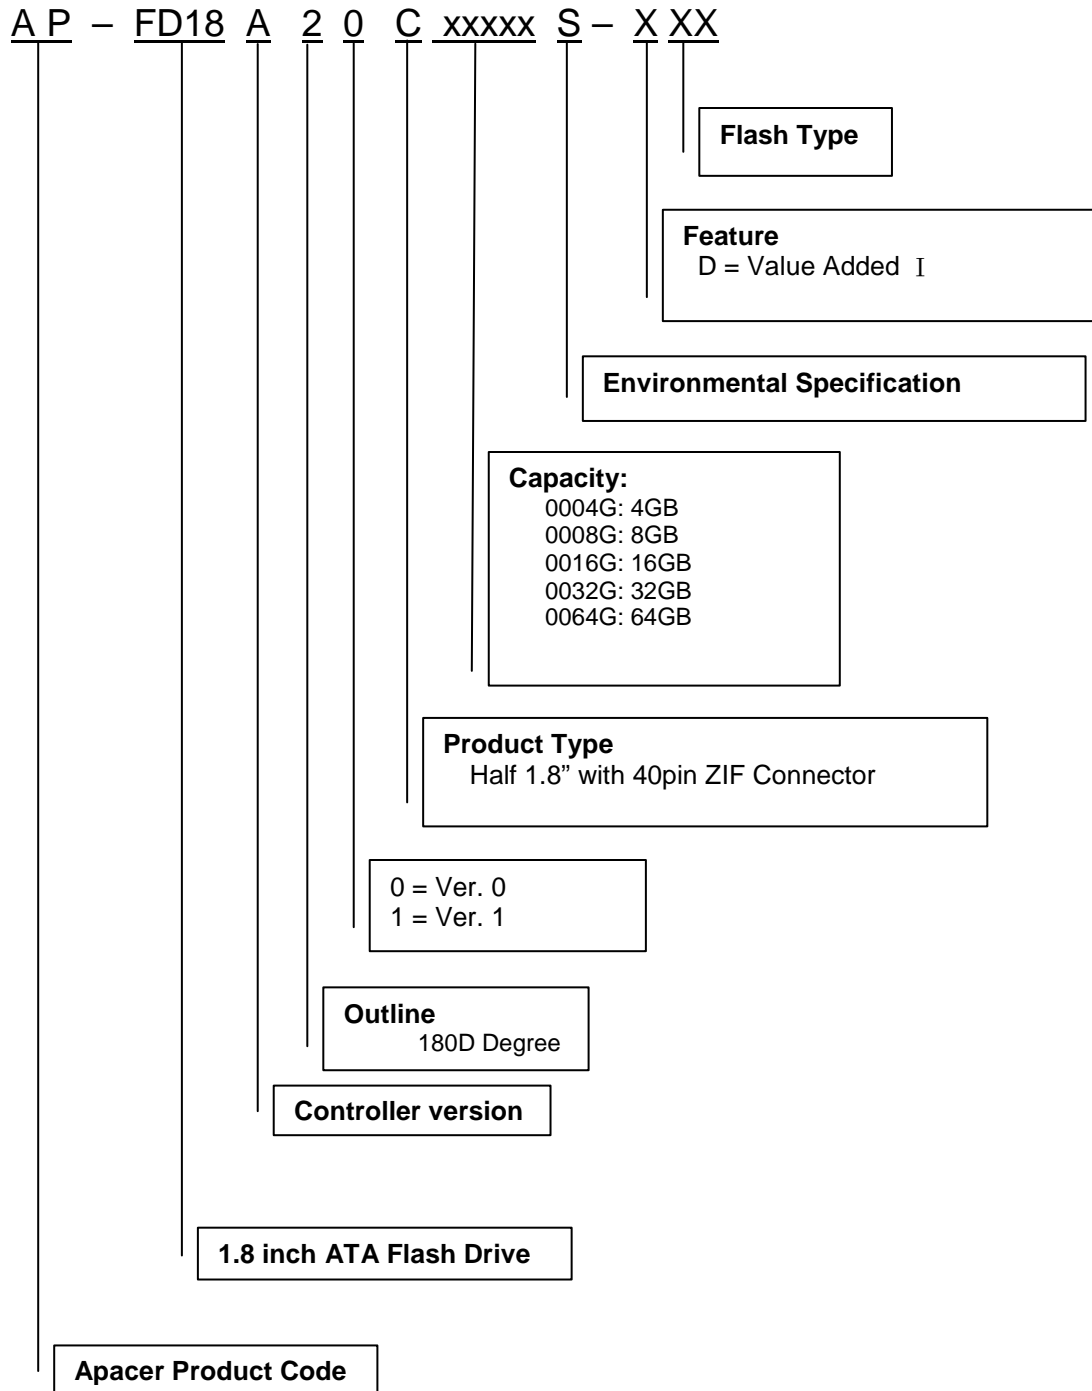 A P – FD18 A 2 0 C xxxxx S – X XX
Flash Type
Feature
D = Value Added I
Environmental Specification
Capacity:
0004G: 4GB
0008G: 8GB
0016G: 16GB
0032G: 32GB
0064G: 64GB
Product Type
Half 1.8” with 40pin ZIF Connector
0 = Ver. 0
1 = Ver. 1
Outline
180D Degree
Controller version
1.8 inch ATA Flash Drive
Apacer Product Code